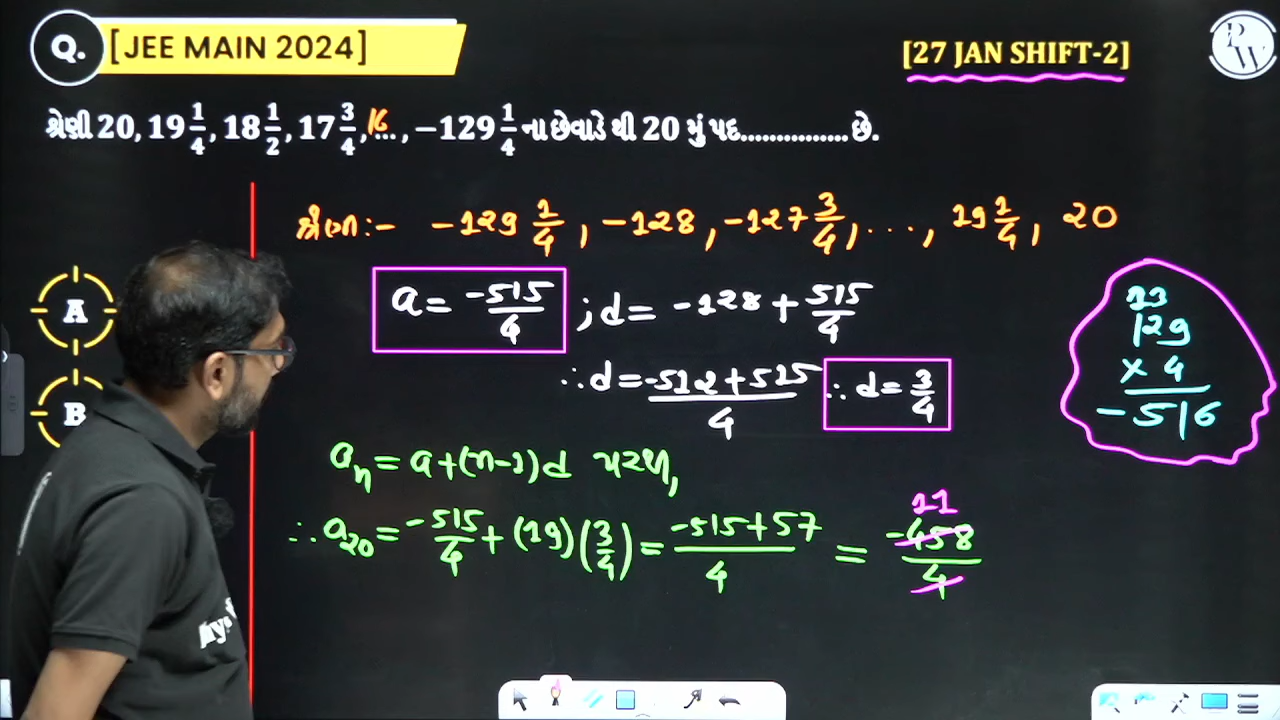 Q. [JEE MAIN 2024]
[27 JAN SHIFT-2]
PW
શ્રેણી 20, 19 1/4, 18 1/2, 17 3/4, 16 ..., −129 1/4 ના છેવાડે થી 20 મું પદ................ છે.
શ્રેણી :- -129 1/4, -128, -127 3/4, ..., 19 1/4, 20
a = -515/4 ; d = -128 + 515/4
∴ d = -512+515/4 ∴ d = 3/4
23
129
× 4
-516
A
B
an = a+(n-1)d પરથી,
∴ a20 = -515/4 + (19)(3/4) = -515+57/4 = -458/4
11